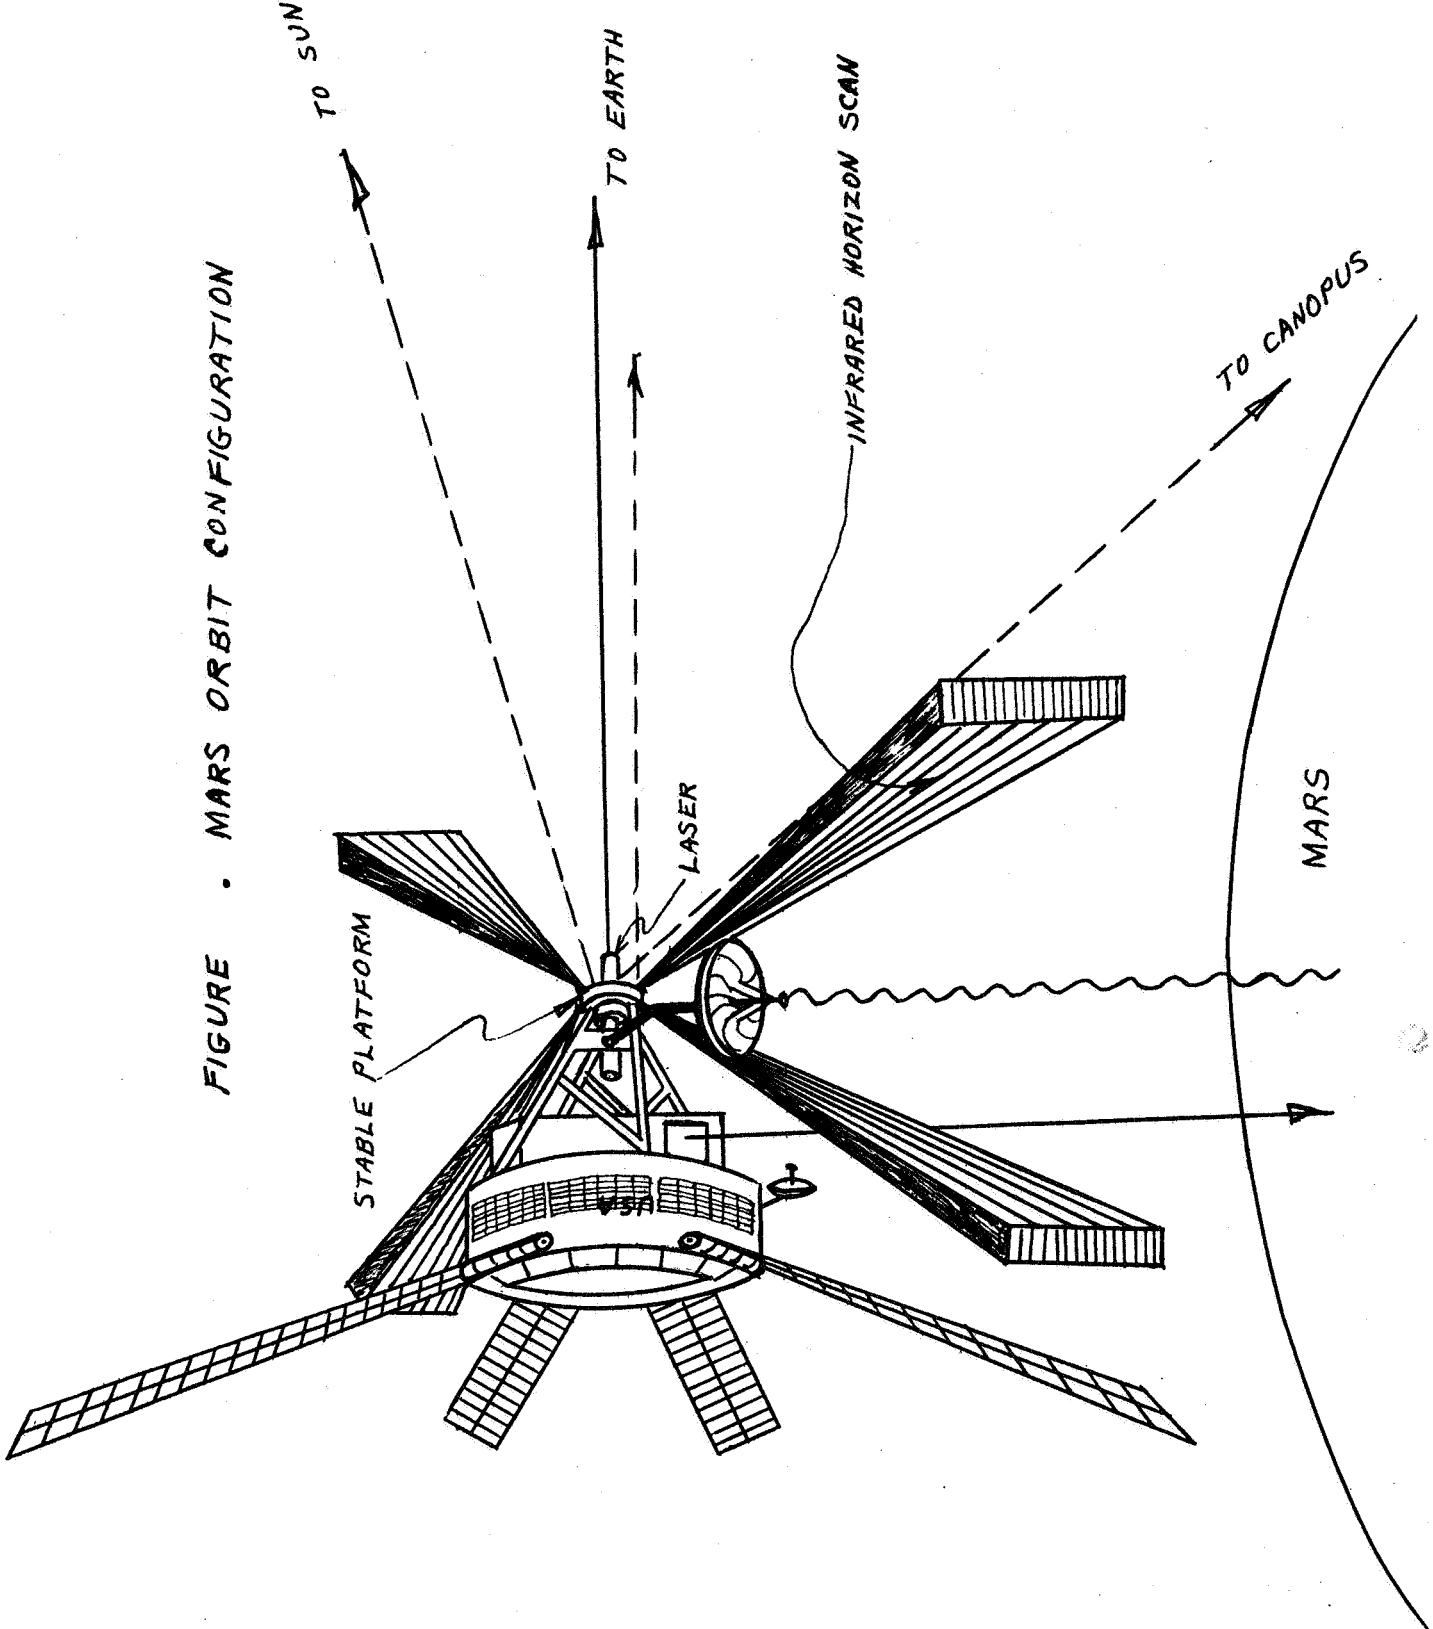 FIGURE . MARS ORBIT CONFIGURATION
TO SUN
STABLE PLATFORM
TO EARTH
LASER
INFRARED HORIZON SCAN
USA
TO CANOPUS
MARS